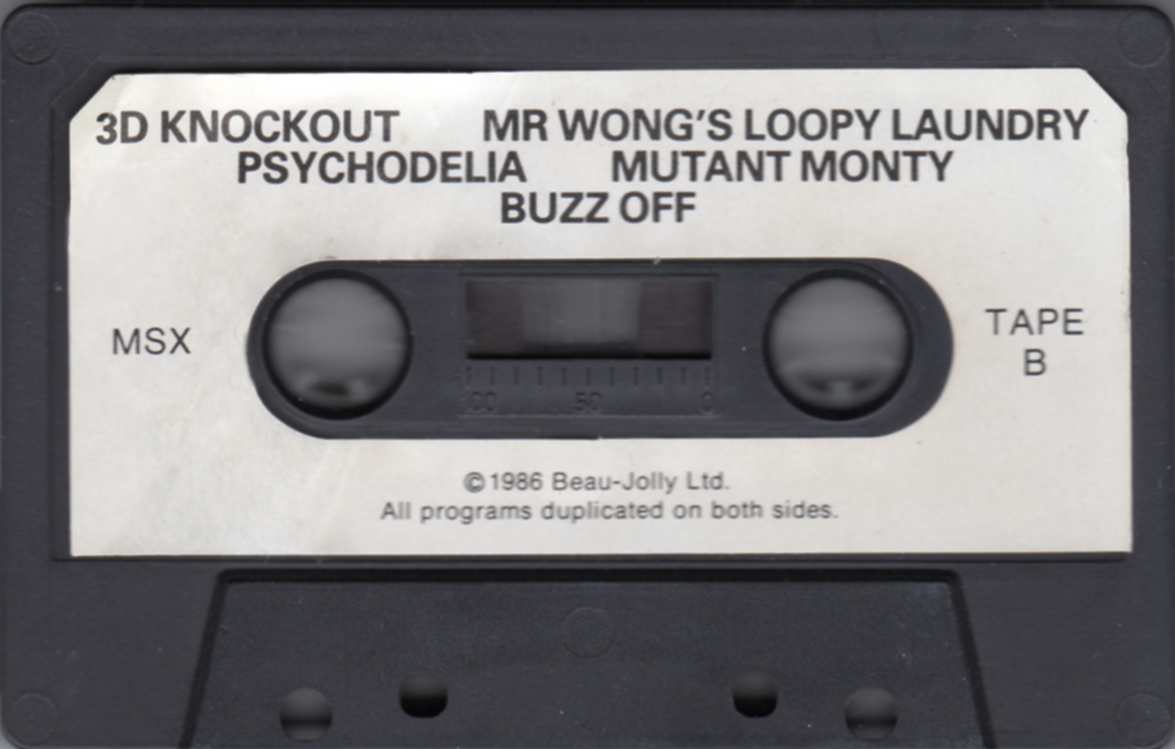 3D KNOCKOUT MR WONG'S LOOPY LAUNDRY
PSYCHODELIA MUTANT MONTY
BUZZ OFF
MSX
TAPE
B
100 50 0
©1986 Beau-Jolly Ltd.
All programs duplicated on both sides.